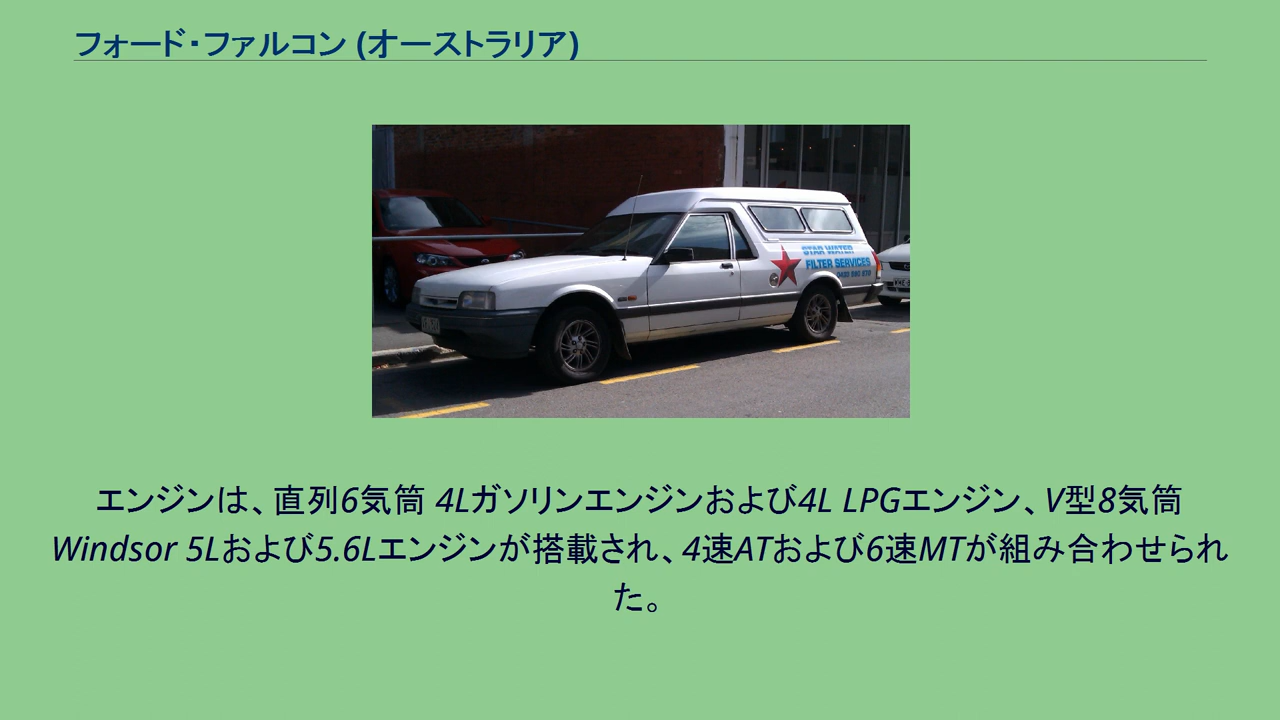 フォード・ファルコン (オーストラリア)
STAR WATER
FILTER SERVICES
エンジンは、直列6気筒 4Lガソリンエンジンおよび4L LPGエンジン、V型8気筒
Windsor 5Lおよび5.6Lエンジンが搭載され、4速ATおよび6速MTが組み合わせられ
た。